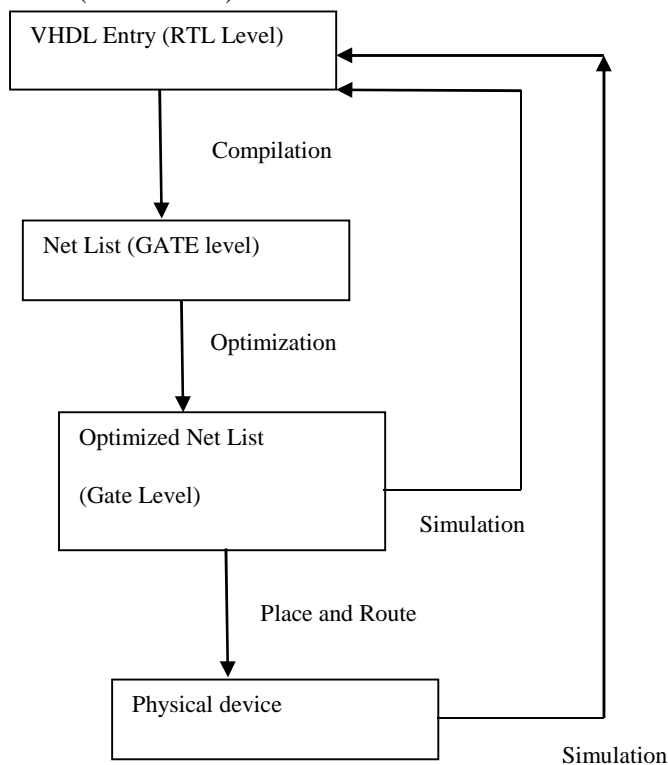 VHDL Entry (RTL Level)
Compilation
Net List (GATE level)
Optimization
Optimized Net List
(Gate Level)
Simulation
Place and Route
Physical device
Simulation